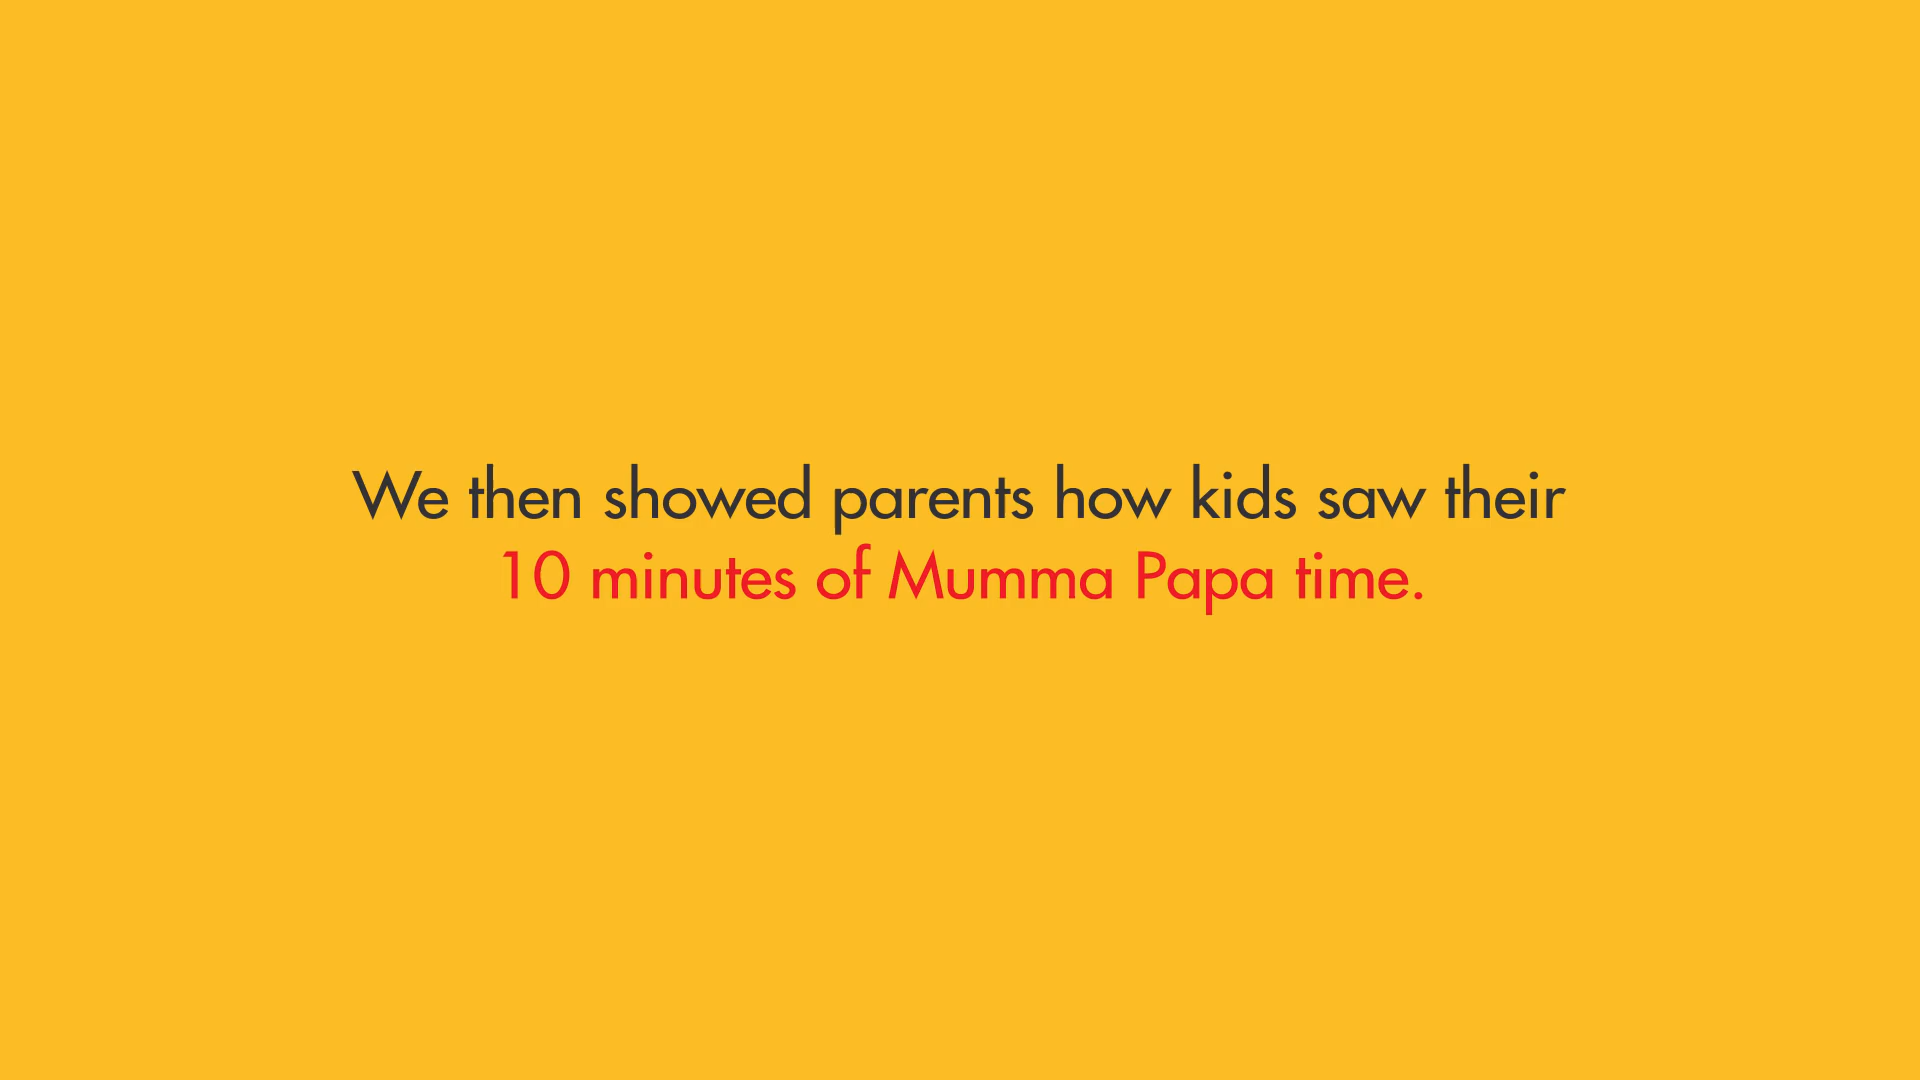 We then showed parents how kids saw their
10 minutes of Mumma Papa time.